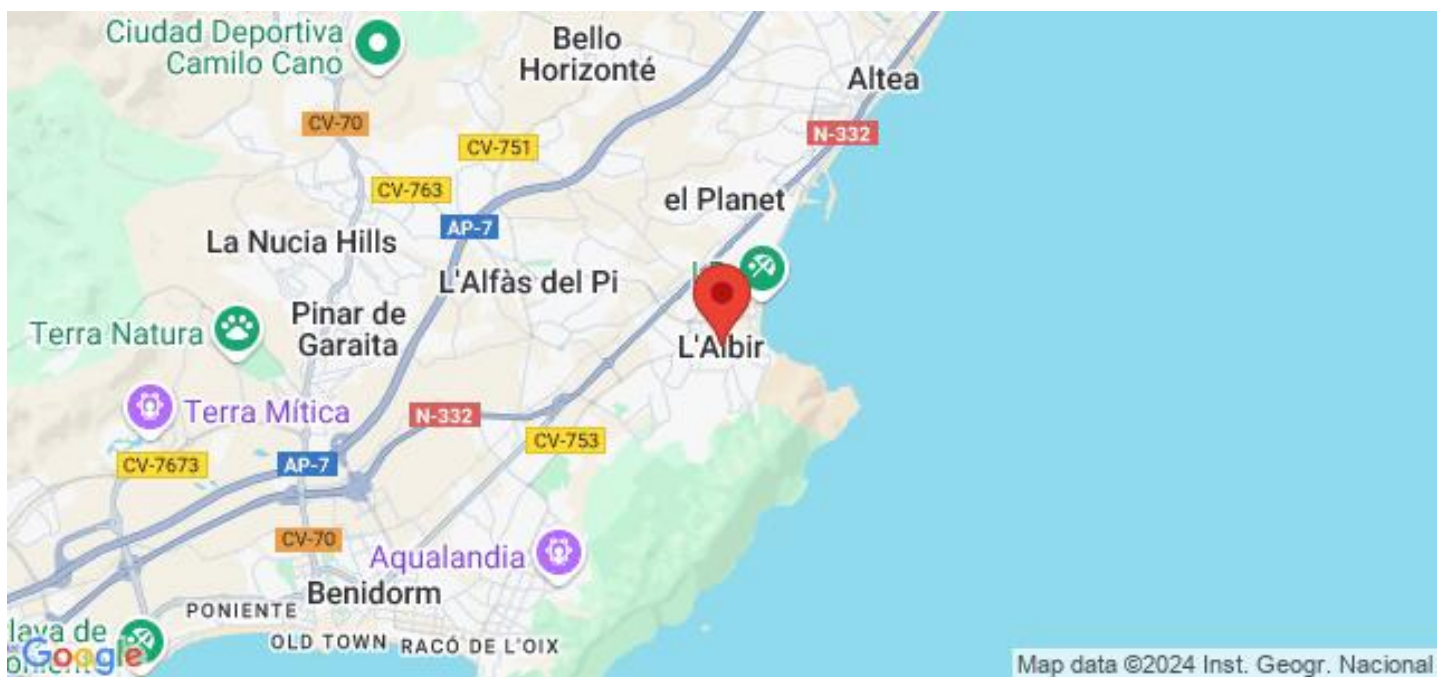 Ciudad Deportiva
Camilo Cano
Bello
Horizonté
Altea
CV-70
N-332
CV-751
CV-763
el Planet
AP-7
La Nucia Hills
L'Alfàs del Pi
Pinar de
Garaita
Terra Natura
L'Albir
Terra Mítica
N-332
CV-753
CV-7673
AP-7
CV-70
Aqualandia
Benidorm
PONIENTE
OLD TOWN
RACÓ DE L'OIX
de
Google
Map data ©2024 Inst. Geogr. Nacional